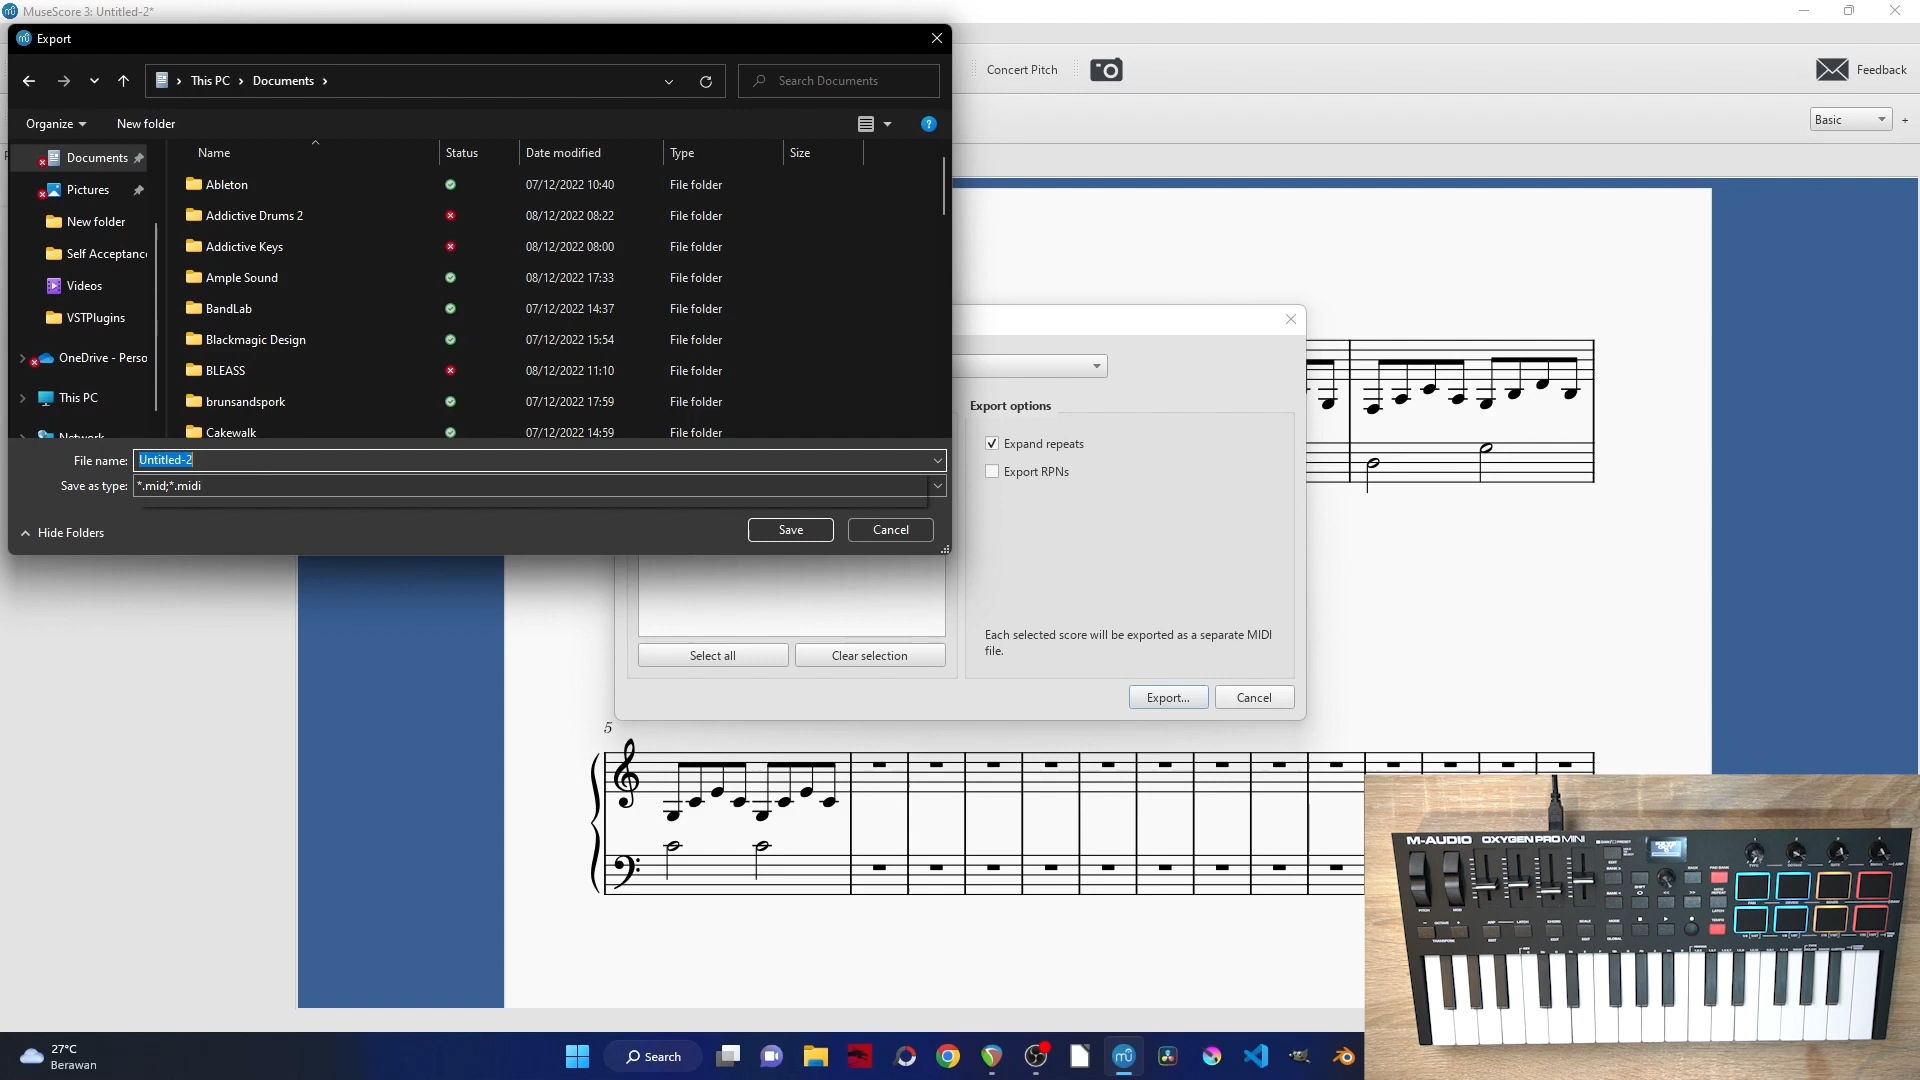 MuseScore 3: Untitled-2*
Export
This PC
Documents
Search Documents
Concert Pitch
Feedback
Organize
New folder
Basic
Name
Status
Date modified
Type
Size
Documents
Pictures
New folder
Self Acceptanc
Videos
VSTPlugins
OneDrive - Perso
This PC
Network
Ableton
07/12/2022 10:40
File folder
Addictive Drums 2
08/12/2022 08:22
File folder
Addictive Keys
08/12/2022 08:00
File folder
Ample Sound
08/12/2022 17:33
File folder
BandLab
07/12/2022 14:37
File folder
Blackmagic Design
07/12/2022 15:54
File folder
BLEASS
08/12/2022 11:10
File folder
brunsandspork
07/12/2022 17:59
File folder
Cakewalk
07/12/2022 14:59
File folder
File name:
Untitled-2
Save as type:
*.mid;*.midi
Hide Folders
Save
Cancel
Export options
Expand repeats
Export RPNs
Each selected score will be exported as a separate MIDI
file.
Select all
Clear selection
Export...
Cancel
5
M-AUDIO
OXYGEN PRO MINI
27°C
Berawan
Search